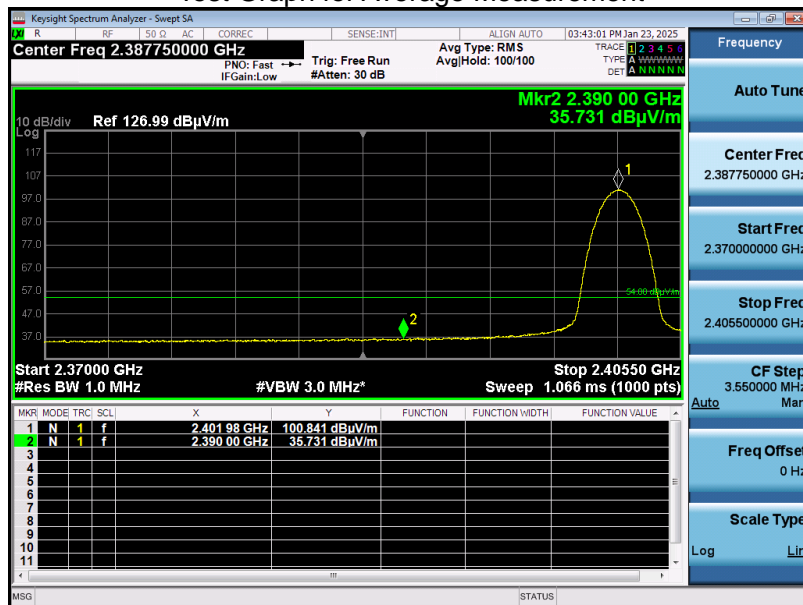 Test Graph for Average Measurement
Keysight Spectrum Analyzer - Swept SA
LXI R RF 50 Ω AC CORREC SENSE:INT ALIGN AUTO 03:43:01 PM Jan 23, 2025
Center Freq 2.387750000 GHz
PNO: Fast
IFGain:Low
Trig: Free Run
#Atten: 30 dB
Avg Type: RMS
Avg|Hold: 100/100
TRACE 1 2 3 4 5 6
TYPE A WWWWW
DET A N N N N N
Mkr2 2.390 00 GHz
35.731 dBµV/m
10 dB/div
Log
Ref 126.99 dBµV/m
117
107
97.0
87.0
77.0
67.0
57.0
47.0
37.0
1
2
54.00 dBµV/m
Start 2.37000 GHz
Stop 2.40550 GHz
#Res BW 1.0 MHz
#VBW 3.0 MHz*
Sweep 1.066 ms (1000 pts)
MKR MODE TRC SCL X Y FUNCTION FUNCTION WIDTH FUNCTION VALUE
1 N 1 f 2.401 98 GHz 100.841 dBµV/m
2 N 1 f 2.390 00 GHz 35.731 dBµV/m
3
4
5
6
7
8
9
10
11
MSG
STATUS
Frequency
Auto Tune
Center Freq
2.387750000 GHz
Start Freq
2.370000000 GHz
Stop Freq
2.405500000 GHz
CF Step
3.550000 MHz
Auto Man
Freq Offset
0 Hz
Scale Type
Log Lin